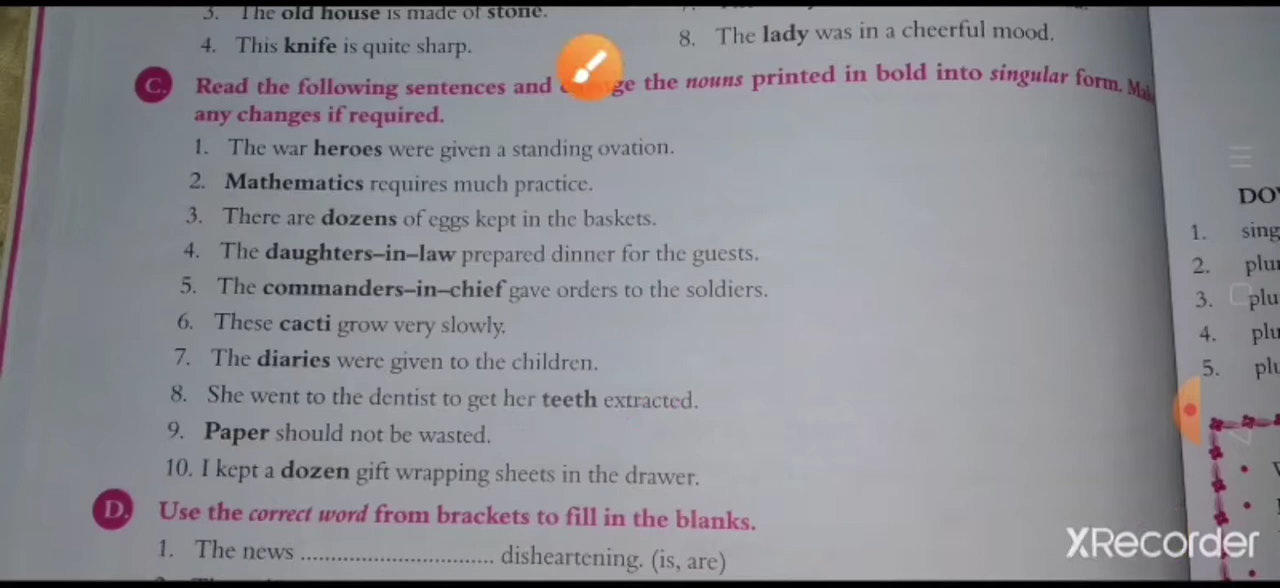 3. The old house is made of stone.
4. This knife is quite sharp.
8. The lady was in a cheerful mood.
C. Read the following sentences and the nouns printed in bold into singular form.
any changes if required.
1. The war heroes were given a standing ovation.
2. Mathematics requires much practice.
3. There are dozens of eggs kept in the baskets.
4. The daughters–in–law prepared dinner for the guests.
5. The commanders–in–chief gave orders to the soldiers.
6. These cacti grow very slowly.
7. The diaries were given to the children.
8. She went to the dentist to get her teeth extracted.
9. Paper should not be wasted.
10. I kept a dozen gift wrapping sheets in the drawer.
D. Use the correct word from brackets to fill in the blanks.
1. The news .................................. disheartening. (is, are)
1.
2.
3.
4.
5.
XRecorder